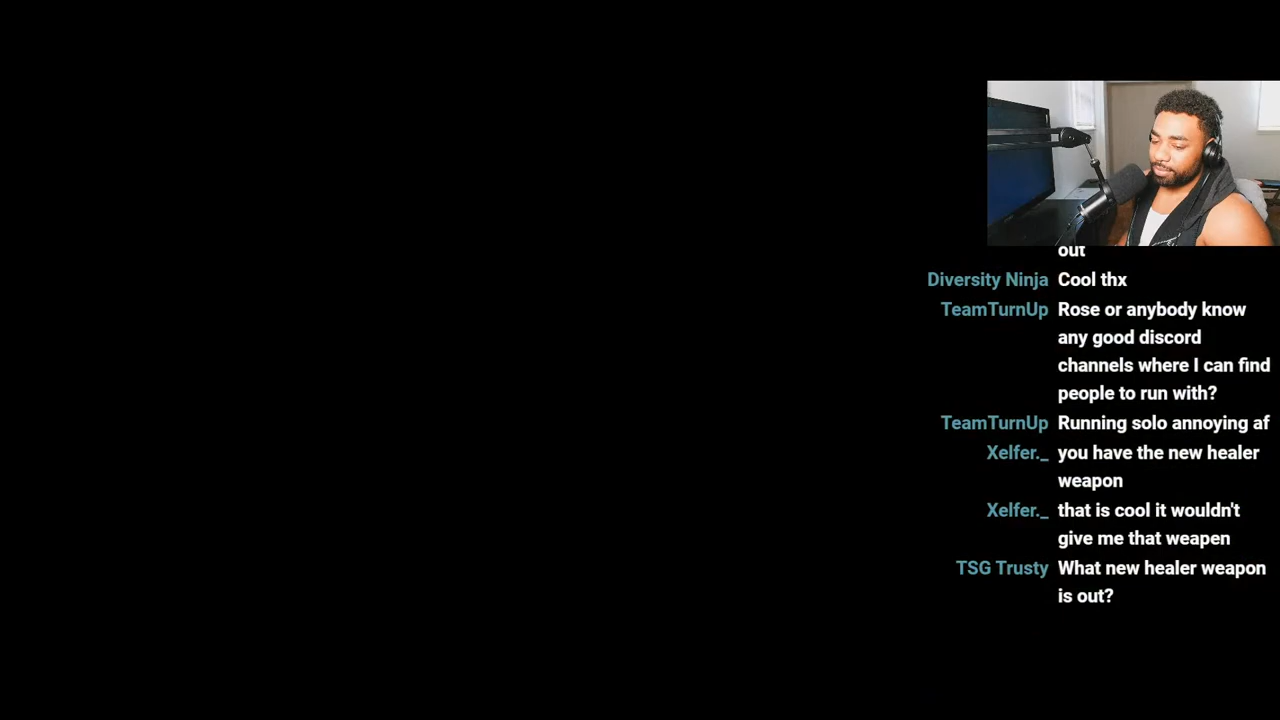 out
Diversity Ninja Cool thx
TeamTurnUp Rose or anybody know
any good discord
channels where I can find
people to run with?
TeamTurnUp Running solo annoying af
Xelfer._ you have the new healer
weapon
Xelfer._ that is cool it wouldn't
give me that weapen
TSG Trusty What new healer weapon
is out?